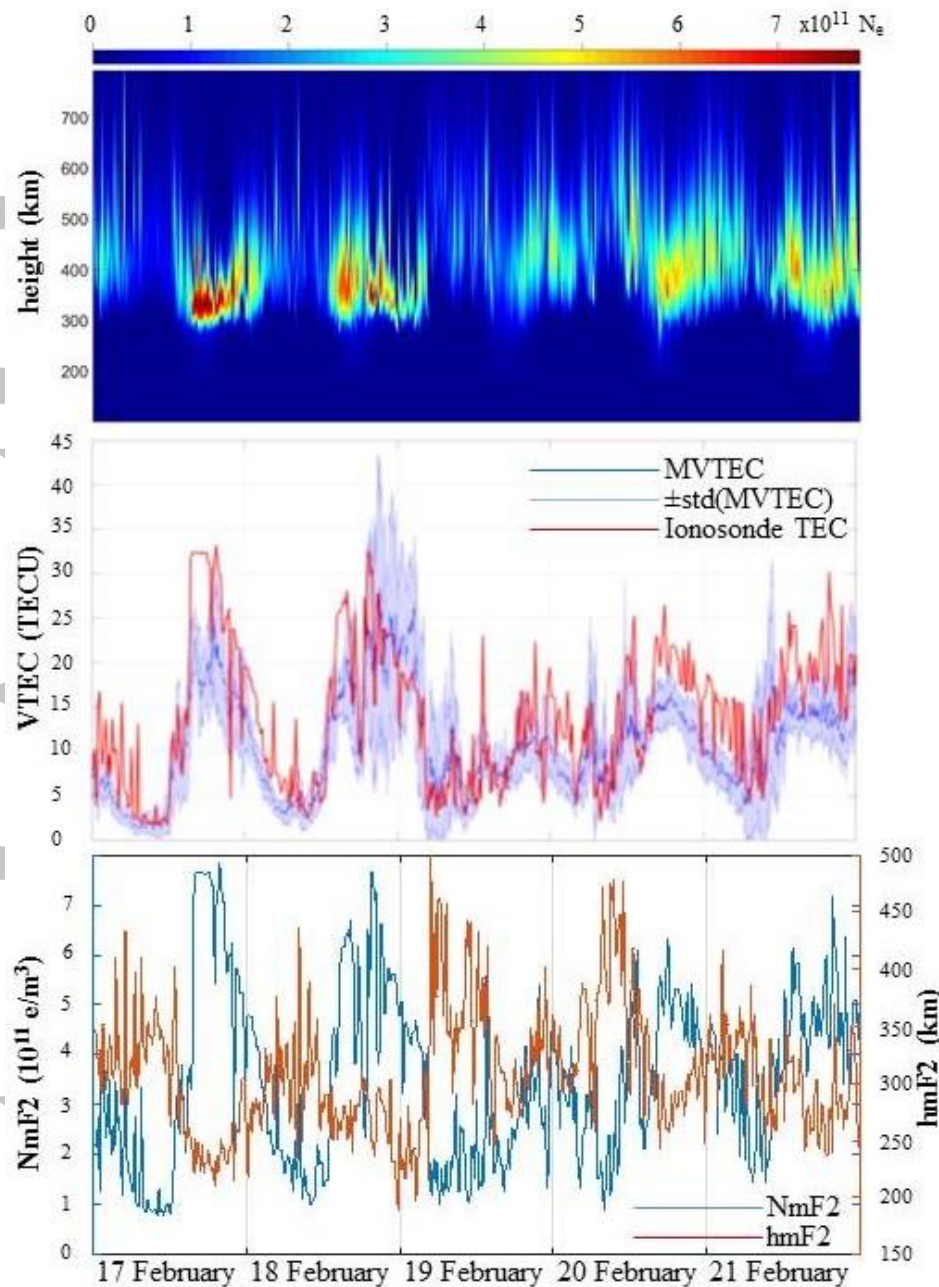 0 1 2 3 4 5 6 7 x10¹¹ Nₑ
height (km)
700
600
500
400
300
200
VTEC (TECU)
45
40
35
30
25
20
15
10
5
0
MVTEC
±std(MVTEC)
Ionosonde TEC
NmF2 (10¹¹ e/m³)
7
6
5
4
3
2
1
0
500
450
400
350
300
250
200
150
hmF2 (km)
NmF2
hmF2
17 February 18 February 19 February 20 February 21 February